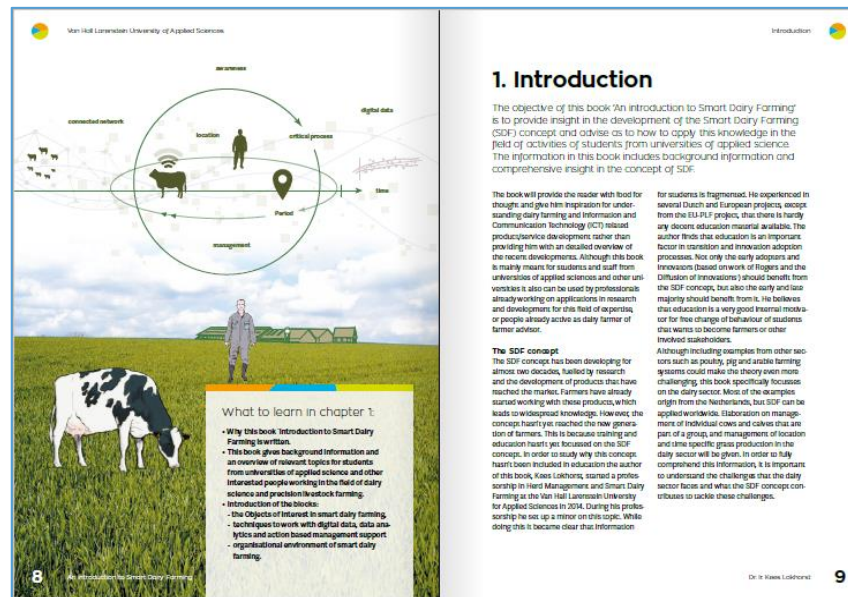 Van Hall Larenstein University of Applied Sciences
awareness
digital data
connected network
location
critical process
time
Period
management
What to learn in chapter 1:
• Why this book 'Introduction to Smart Dairy
Farming is written.
• This book gives background information and
an overview of relevant topics for students
from universities of applied science and other
interested people working in the field of dairy
science and precision livestock farming.
• Introduction of the blocks:
- the Objects of Interest in smart dairy farming,
- techniques to work with digital data, data ana-
lytics and action based management support
- organisational environment of smart dairy
farming.
8
An Introduction to Smart Dairy Farming
Introduction
1. Introduction
The objective of this book 'An introduction to Smart Dairy Farming'
is to provide insight in the development of the Smart Dairy Farming
(SDF) concept and advise as to how to apply this knowledge in the
field of activities of students from universities of applied science.
The information in this book includes background information and
comprehensive insight in the concept of SDF.
The book will provide the reader with food for
thought and give him inspiration for under-
standing dairy farming and Information and
Communication Technology (ICT) related
product/service development rather than
providing him with an detailed overview of
the recent developments. Although this book
is mainly means for students and staff from
universities of applied sciences and other uni-
versities it also can be used by professionals
already working on applications in research
and development for this field of expertise,
or people already active as dairy farmer of
farmer advisor.
The SDF concept
The SDF concept has been developing for
almost two decades, fuelled by research
and the development of products that have
reached the market. Farmers have already
started working with these products, which
leads to widespread knowledge. However, the
concept hasn't yet reached the new genera-
tion of farmers. This is because training and
education hasn't yet focussed on the SDF
concept. In order to study why this concept
hasn't been included in education the author
of this book, Kees Lokhorst, started a profes-
sorship in Herd Management and Smart Dairy
Farming at the Van Hall Larenstein University
for Applied Sciences in 2014. During his profes-
sorship he set up a minor on this topic. While
doing this it became clear that information
for students is fragmented. He experienced in
several Dutch and European projects, except
from the EU-PLF project, that there is hardly
any decent education material available. The
author finds that education is an important
factor in transition and innovation adoption
processes. Not only the early adopters and
innovators (based on work of Rogers and the
Diffusion of Innovations¹) should benefit from
the SDF concept, but also the early and late
majority should benefit from it. He believes
that education is a very good internal motiva-
tor for free change of behaviour of students
that wants to become farmers or other
involved stakeholders.
Although including examples from other sec-
tors such as poultry, pig and arable farming
systems could make the theory even more
challenging, this book specifically focusses
on the dairy sector. Most of the examples
origin from the Netherlands, but SDF can be
applied worldwide. Elaboration on manage-
ment of individual cows and calves that are
part of a group, and management of location
and time specific grass production in the
dairy sector will be given. In order to fully
comprehend this information, it is important
to understand the challenges that the dairy
sector faces and what the SDF concept con-
tributes to tackle these challenges.
Dr. Ir. Kees Lokhorst
9